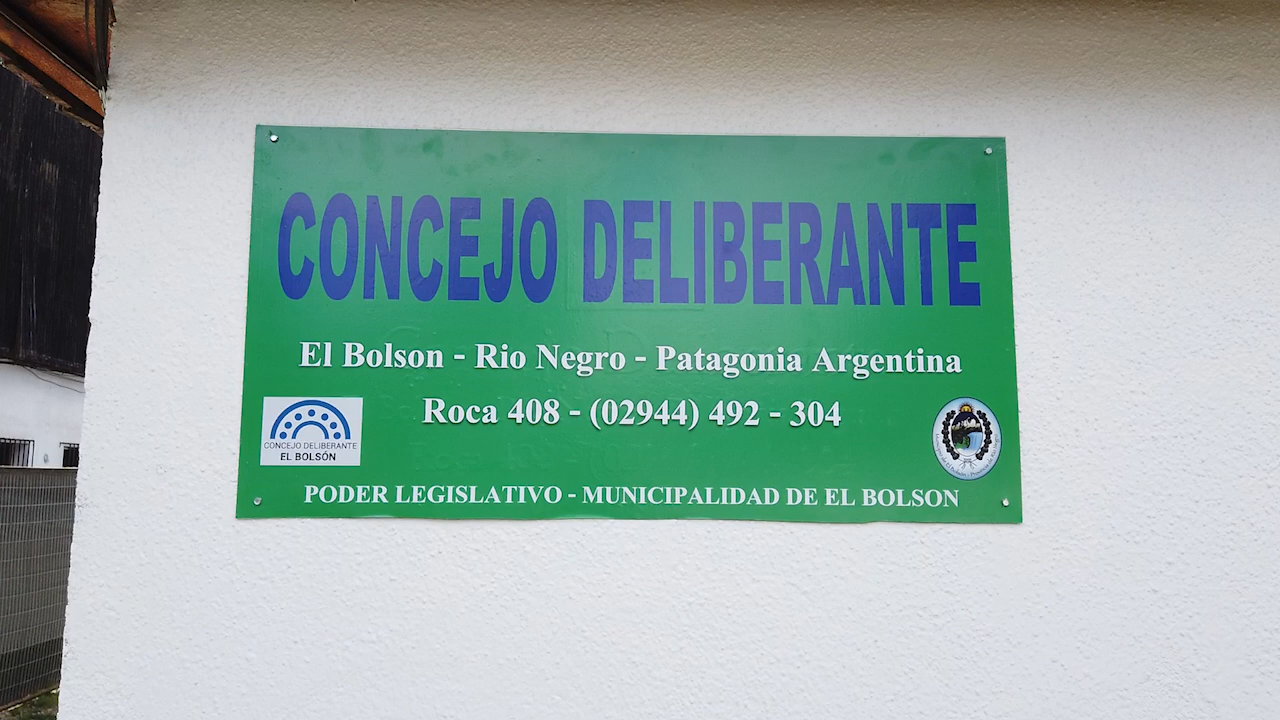 CONCEJO DELIBERANTE
El Bolson - Rio Negro - Patagonia Argentina
Roca 408 - (02944) 492 - 304
CONCEJO DELIBERANTE
EL BOLSÓN
PODER LEGISLATIVO - MUNICIPALIDAD DE EL BOLSON